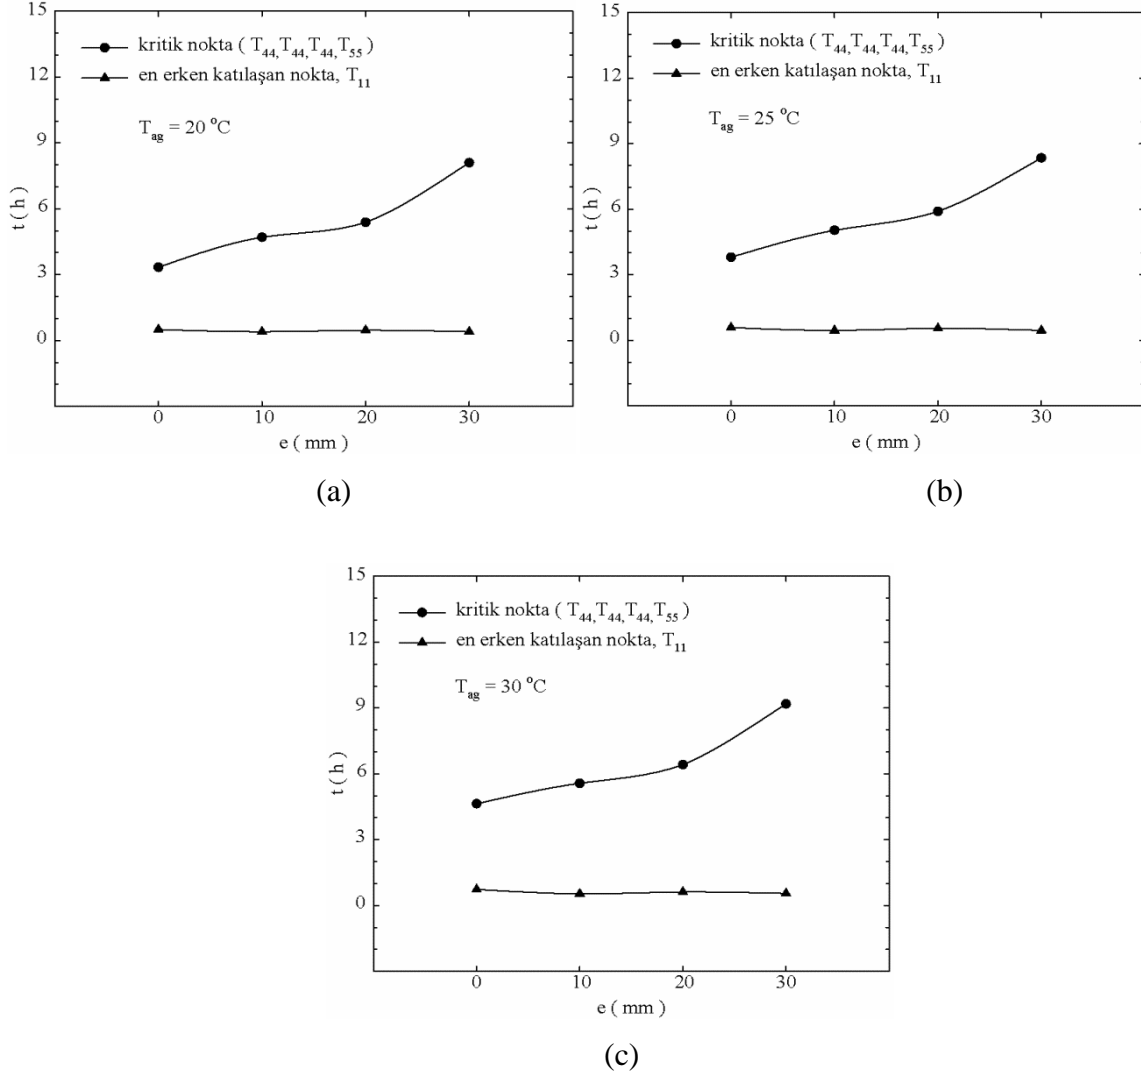 15
12
9
6
3
0
t ( h )
kritik nokta ( T44,T44,T44,T55 )
en erken katılaşan nokta, T11
Tag = 20 oC
0 10 20 30
e ( mm )
(a)
15
12
9
6
3
0
t ( h )
kritik nokta ( T44,T44,T44,T55 )
en erken katılaşan nokta, T11
Tag = 25 oC
0 10 20 30
e ( mm )
(b)
15
12
9
6
3
0
t ( h )
kritik nokta ( T44,T44,T44,T55 )
en erken katılaşan nokta, T11
Tag = 30 oC
0 10 20 30
e ( mm )
(c)